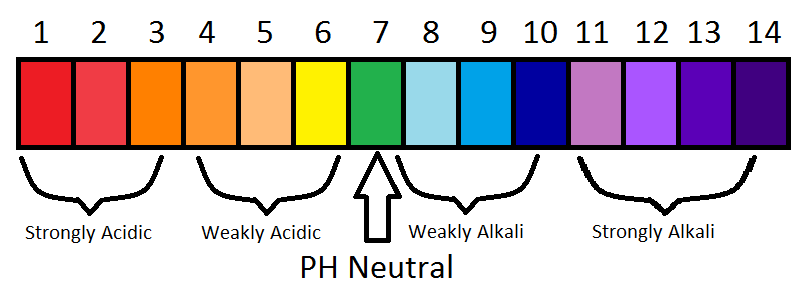 1 2 3 4 5 6 7 8 9 10 11 12 13 14
Strongly Acidic Weakly Acidic Weakly Alkali Strongly Alkali
PH Neutral